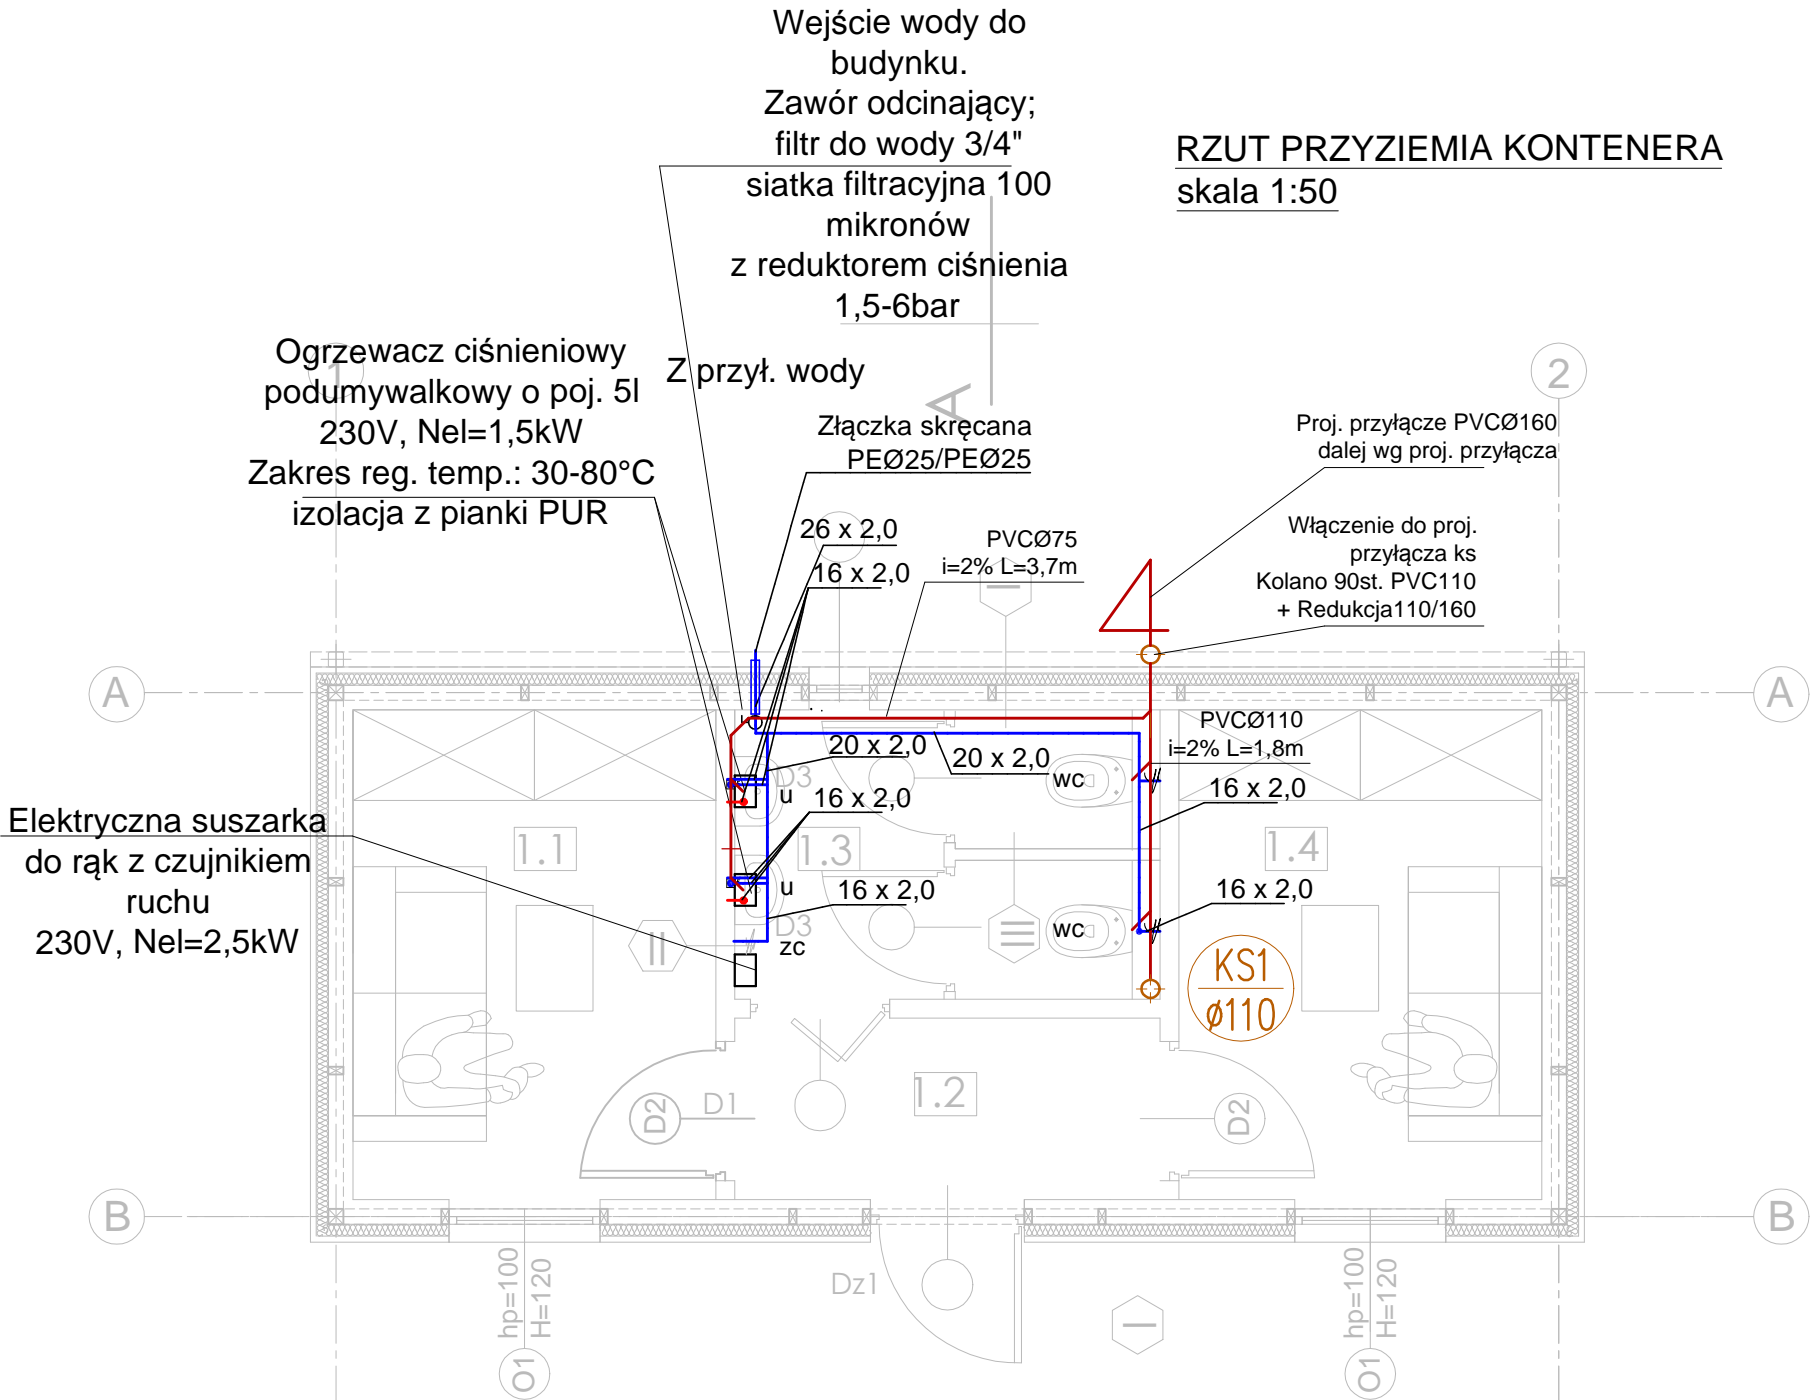 Wejście wody do
budynku.
Zawór odcinający;
filtr do wody 3/4"
siatka filtracyjna 100
mikronów
z reduktorem ciśnienia
1,5-6bar
RZUT PRZYZIEMIA KONTENERA
skala 1:50
Ogrzewacz ciśnieniowy
podumywalkowy o poj. 5l
230V, Nel=1,5kW
Zakres reg. temp.: 30-80°C
izolacja z pianki PUR
1
Z przył. wody
A
2
Złączka skręcana
PEØ25/PEØ25
Proj. przyłącze PVCØ160
dalej wg proj. przyłącza
26 x 2,0
16 x 2,0
PVCØ75
i=2% L=3,7m
Włączenie do proj.
przyłącza ks
Kolano 90st. PVC110
+ Redukcja110/160
I
A
A
PVCØ110
i=2% L=1,8m
20 x 2,0
20 x 2,0
D3
wc
u
16 x 2,0
16 x 2,0
Elektryczna suszarka
do rąk z czujnikiem
ruchu
230V, Nel=2,5kW
1.1
1.3
1.4
u
16 x 2,0
16 x 2,0
D3
wc
II
III
zc
KS1
ø110
1.2
D2
D1
D2
B
B
Dz1
I
hp=100
H=120
O1
hp=100
H=120
O1